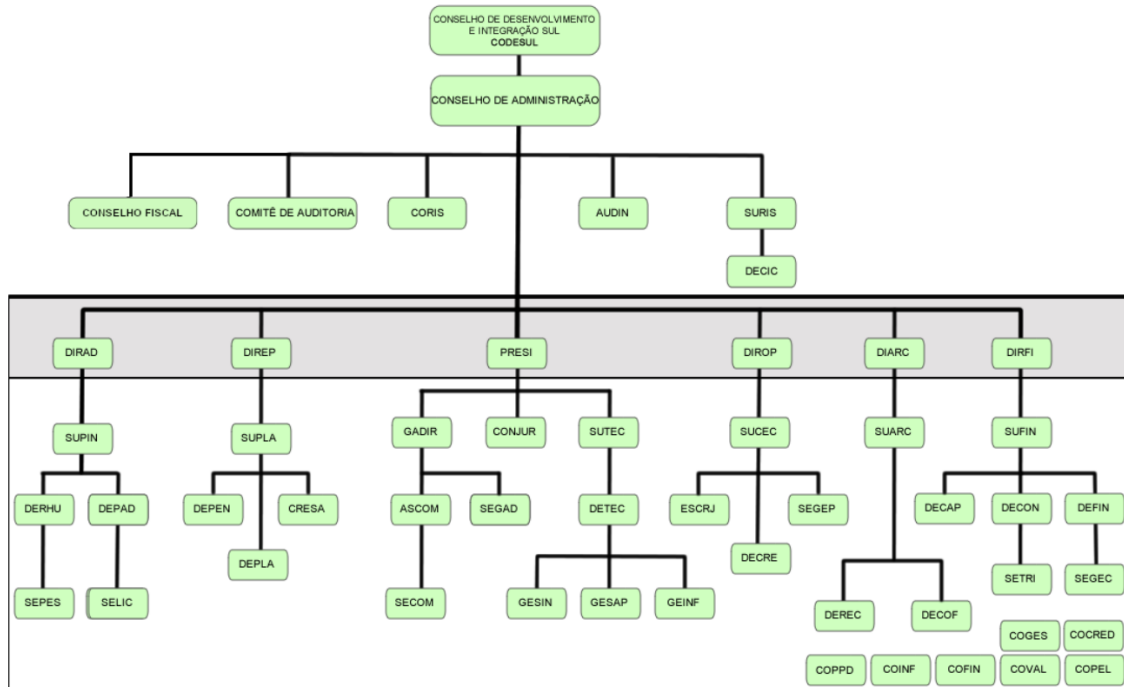 CONSELHO DE DESENVOLVIMENTO
E INTEGRAÇÃO SUL
CODESUL
CONSELHO DE ADMINISTRAÇÃO
CONSELHO FISCAL
COMITÊ DE AUDITORIA
CORIS
AUDIN
SURIS
DECIC
DIRAD
DIREP
PRESI
DIROP
DIARC
DIRFI
SUPIN
SUPLA
GADIR
CONJUR
SUTEC
SUCEC
SUARC
SUFIN
DERHU
DEPAD
DEPEN
CRESA
ASCOM
SEGAD
DETEC
ESCRJ
SEGEP
DECAP
DECON
DEFIN
DEPLA
DECRE
SETRI
SEGEC
SEPES
SELIC
SECOM
GESIN
GESAP
GEINF
DEREC
DECOF
COGES
COCRED
COPPD
COINF
COFIN
COVAL
COPEL